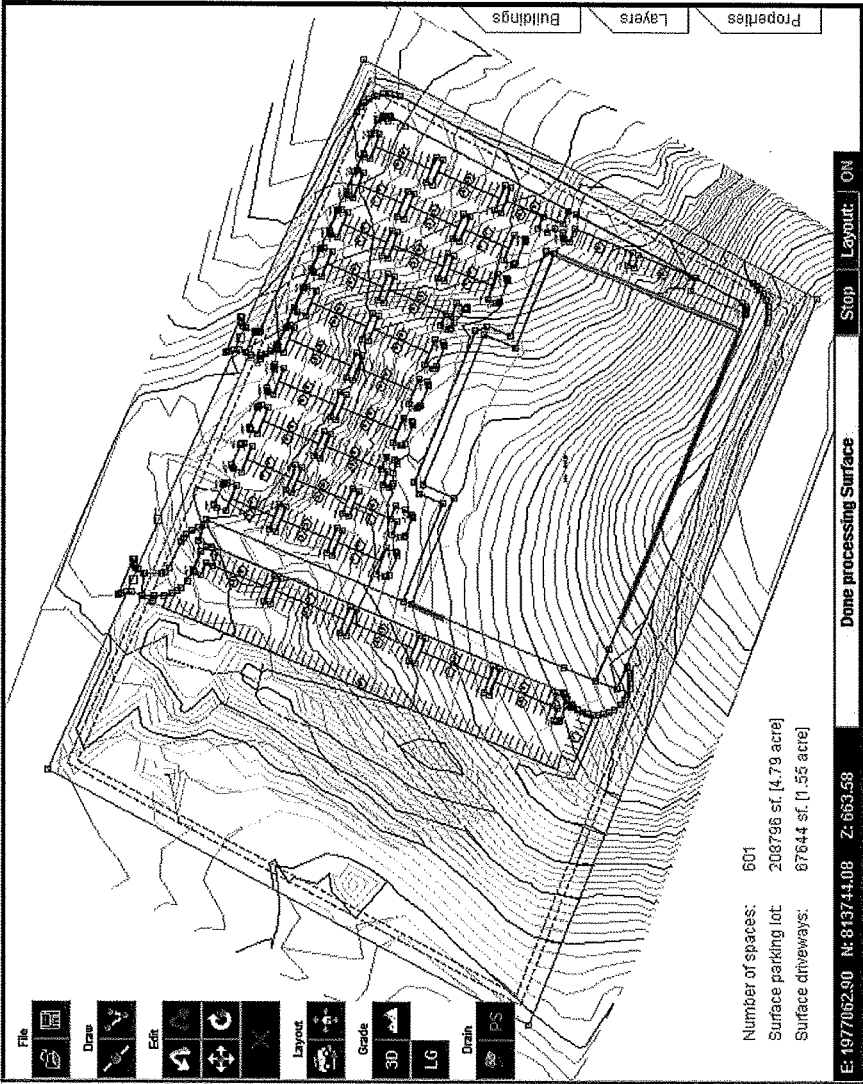 File
Draw
Edit
Layout
Grade
3D
LG
Drain
PS
Properties
Layers
Buildings
Number of spaces: 601
Surface parking lot: 208796 sf. [4.79 acre]
Surface driveways: 67644 sf. [1.55 acre]
E: 1977062.90 N: 813744.08 Z: 663.58
Done processing Surface
Stop
Layout: ON